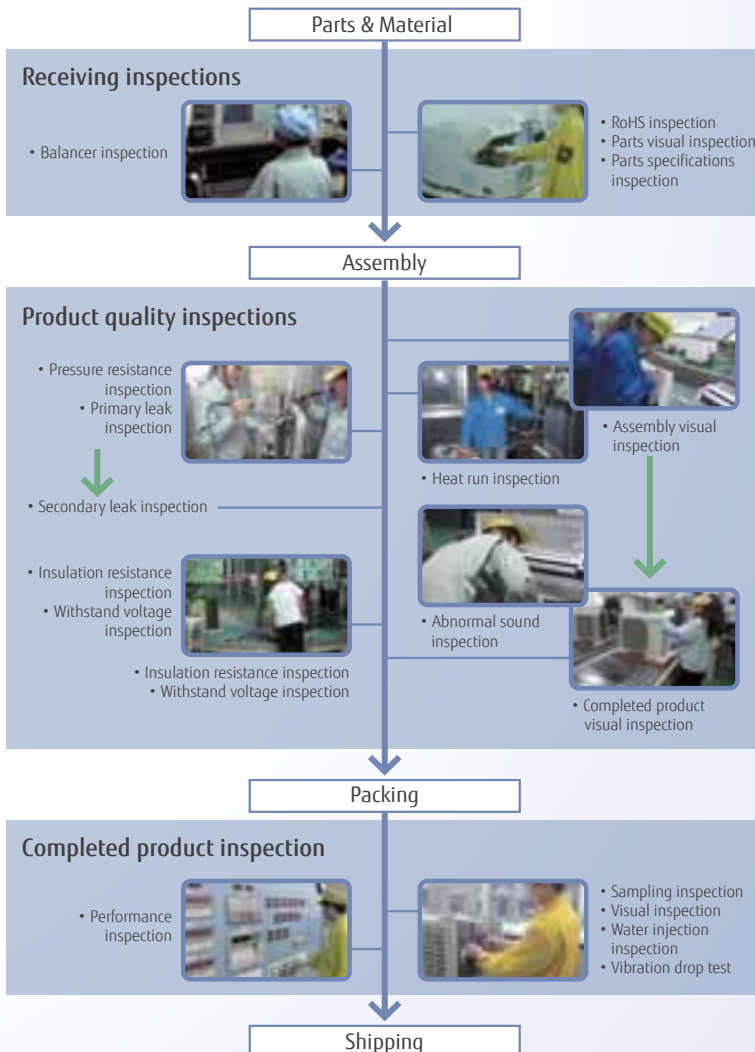 Parts & Material
Receiving inspections
• Balancer inspection
• RoHS inspection
• Parts visual inspection
• Parts specifications
inspection
Assembly
Product quality inspections
• Pressure resistance
inspection
• Primary leak
inspection
• Secondary leak inspection
• Heat run inspection
• Assembly visual
inspection
• Insulation resistance
inspection
• Withstand voltage
inspection
• Insulation resistance inspection
• Withstand voltage inspection
• Abnormal sound
inspection
• Completed product
visual inspection
Packing
Completed product inspection
• Performance
inspection
• Sampling inspection
• Visual inspection
• Water injection
inspection
• Vibration drop test
Shipping